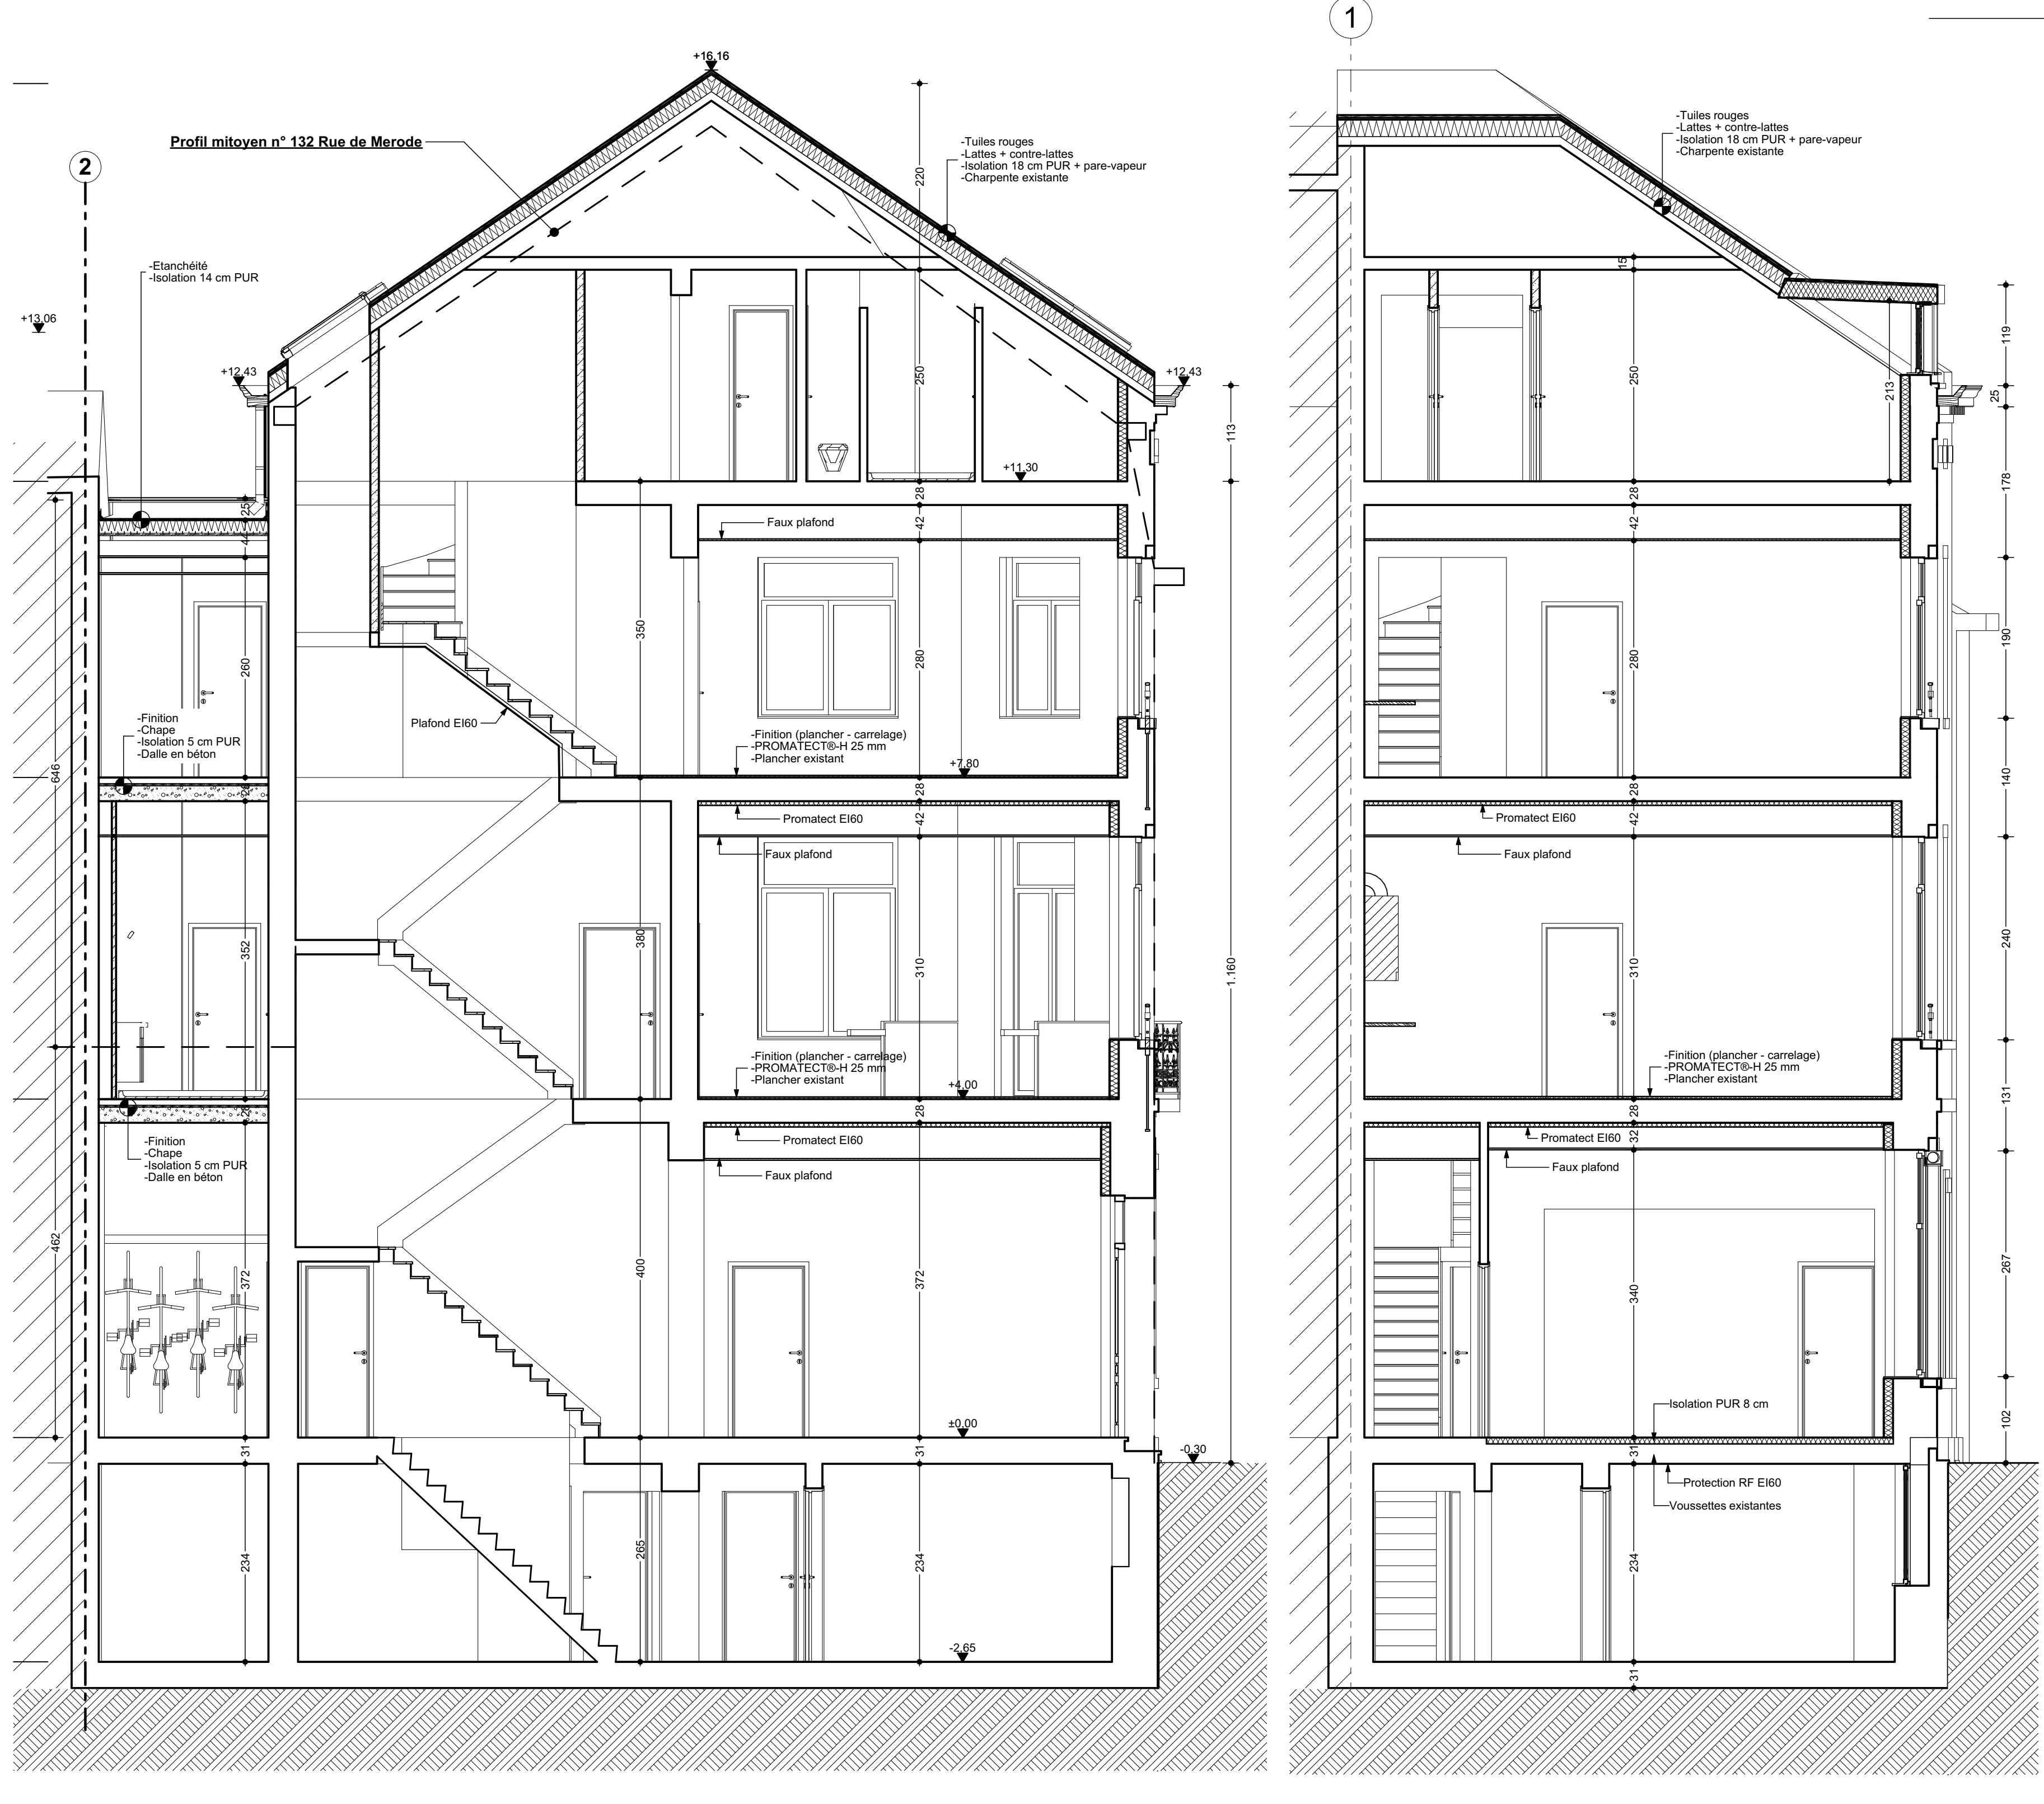 1
+16,16
Profil mitoyen n° 132 Rue de Merode
-Tuiles rouges
-Lattes + contre-lattes
-Isolation 18 cm PUR + pare-vapeur
-Charpente existante
2
220
-Etanchéité
-Isolation 14 cm PUR
+13,06
+12,43
+12,43
250
113
+11,30
25
28
44
42
Faux plafond
260
350
280
Plafond EI60
-Finition
-Chape
-Isolation 5 cm PUR
-Dalle en béton
-Finition (plancher - carrelage)
-PROMATECT®-H 25 mm
-Plancher existant
+7,80
646
28
28
Promatect EI60
42
Faux plafond
352
380
310
1.160
-Finition (plancher - carrelage)
-PROMATECT®-H 25 mm
-Plancher existant
+4,00
28
28
-Finition
-Chape
-Isolation 5 cm PUR
-Dalle en béton
Promatect EI60
Faux plafond
462
372
400
372
±0,00
-0,30
31
31
234
265
234
-2,65
-Tuiles rouges
-Lattes + contre-lattes
-Isolation 18 cm PUR + pare-vapeur
-Charpente existante
15
119
250
213
25
178
28
42
190
280
140
28
Promatect EI60
42
Faux plafond
240
310
-Finition (plancher - carrelage)
-PROMATECT®-H 25 mm
-Plancher existant
131
28
Promatect EI60
32
Faux plafond
267
340
Isolation PUR 8 cm
102
31
Protection RF EI60
Voussettes existantes
234
31